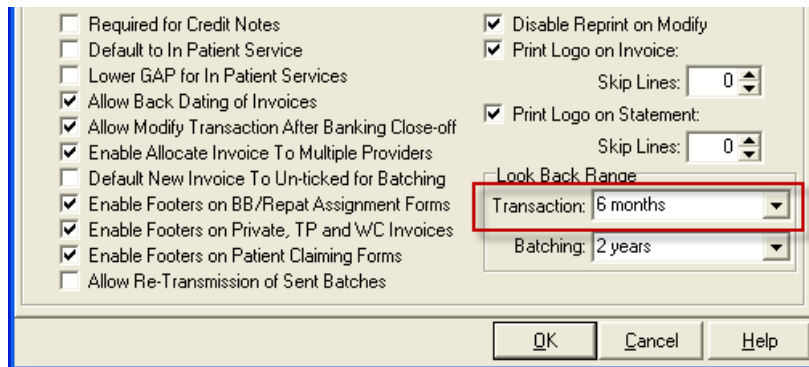 Required for Credit Notes
Default to In Patient Service
Lower GAP for In Patient Services
Allow Back Dating of Invoices
Allow Modify Transaction After Banking Close-off
Enable Allocate Invoice To Multiple Providers
Default New Invoice To Un-ticked for Batching
Enable Footers on BB/Repat Assignment Forms
Enable Footers on Private, TP and WC Invoices
Enable Footers on Patient Claiming Forms
Allow Re-Transmission of Sent Batches
Disable Reprint on Modify
Print Logo on Invoice:
Skip Lines: 0
Print Logo on Statement:
Skip Lines: 0
Look Back Range
Transaction: 6 months
Batching: 2 years
OK Cancel Help